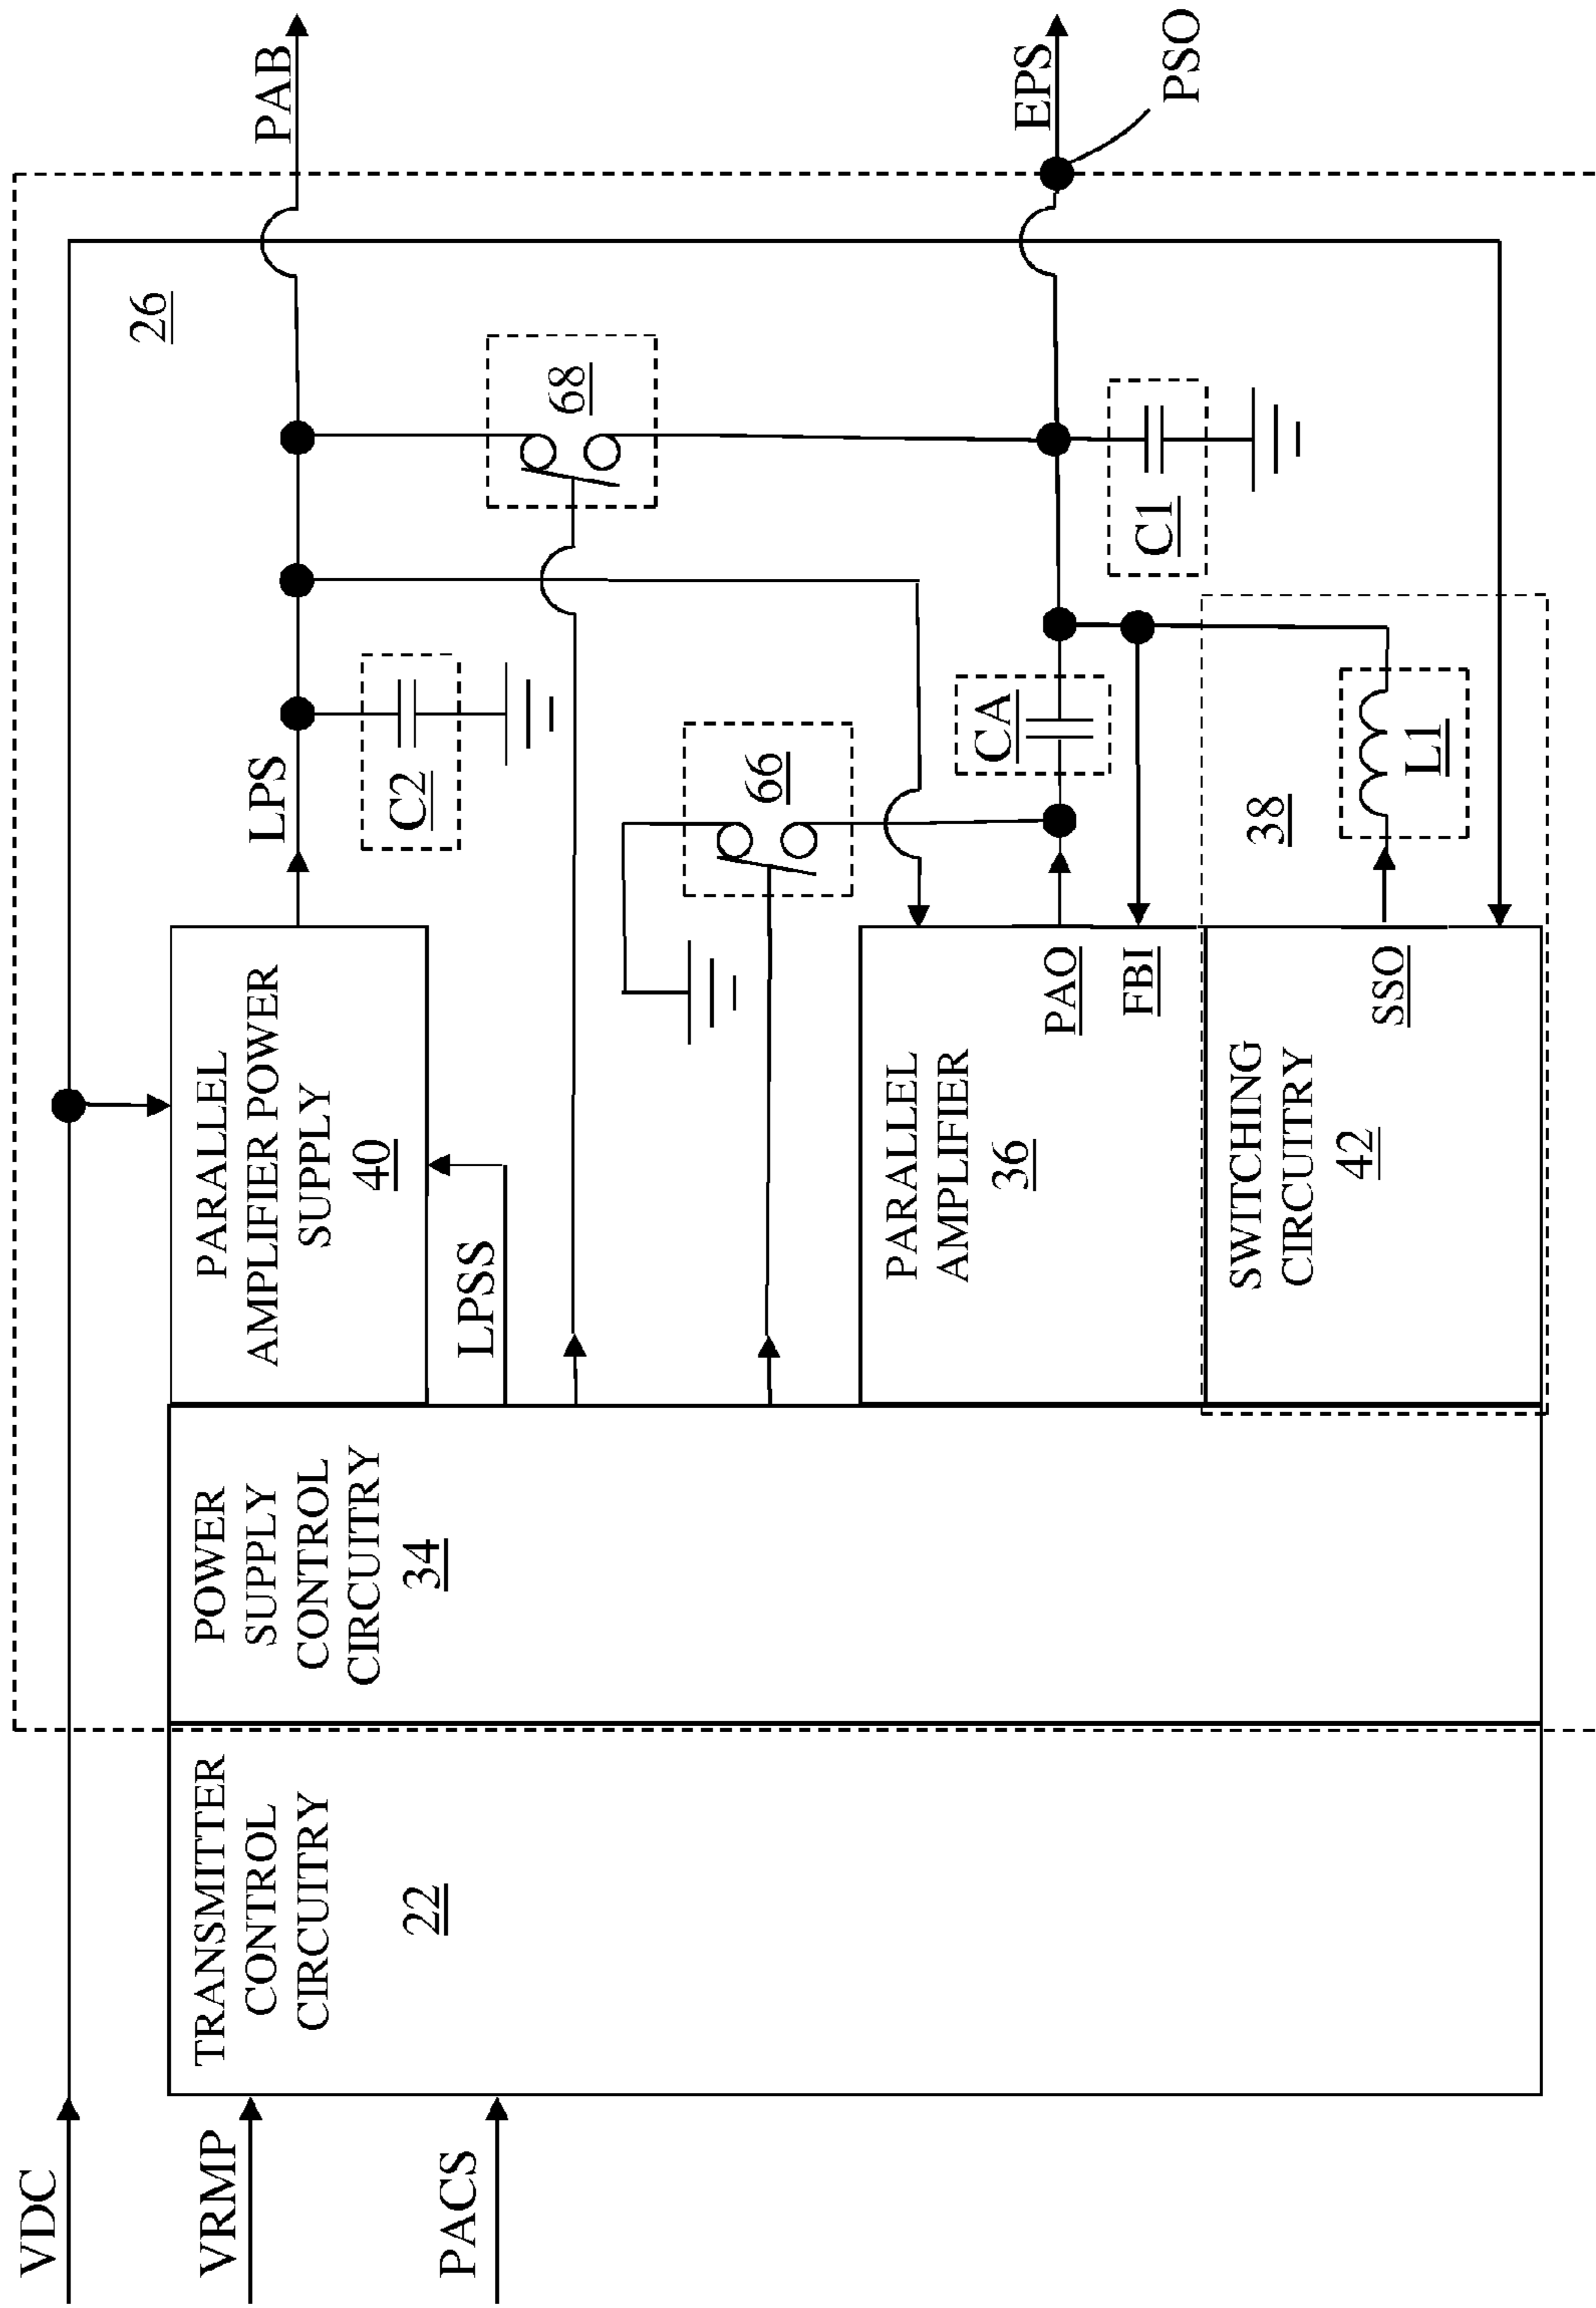 VDC
VRMP
PACS
TRANSMITTER
CONTROL
CIRCUITRY
22
POWER
SUPPLY
CONTROL
CIRCUITRY
34
PARALLEL
AMPLIFIER POWER
SUPPLY
40
LPSS
LPS
C2
26
PAB
68
66
PARALLEL
AMPLIFIER
36
PAO
FBI
CA
C1
EPS
PSO
SWITCHING
CIRCUITRY
42
SSO
38
L1